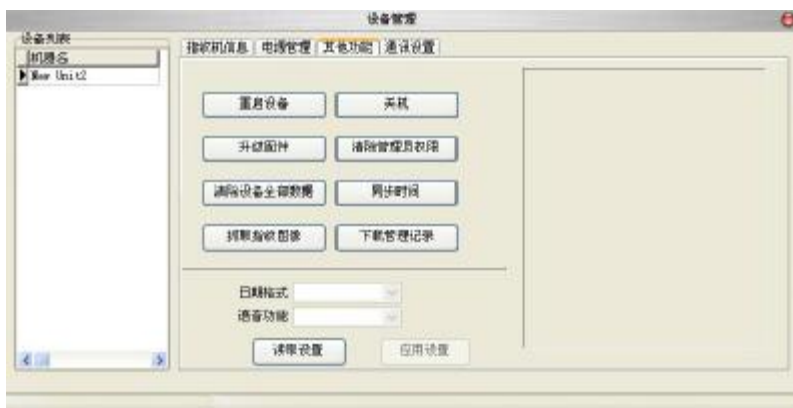 设备管理
设备列表
机器名
New Unit2
指纹机信息 电源管理 其他功能 通讯设置
重启设备 关机
升级固件 清除管理员权限
清除设备全部数据 同步时间
抓取指纹图像 下载管理记录
日期格式
语音功能
读取设置 应用设置